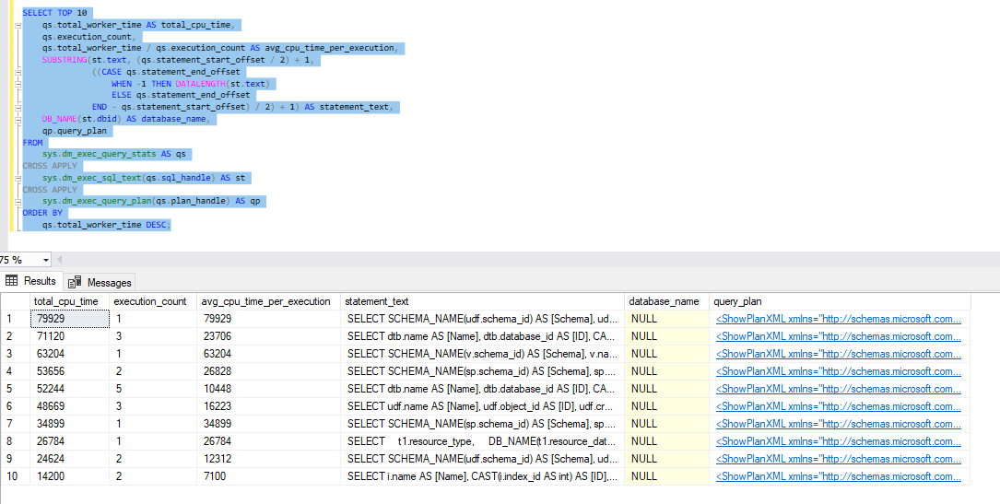 SELECT TOP 10
qs.total_worker_time AS total_cpu_time,
qs.execution_count,
qs.total_worker_time / qs.execution_count AS avg_cpu_time_per_execution,
SUBSTRING(st.text, (qs.statement_start_offset / 2) + 1,
((CASE qs.statement_end_offset
WHEN -1 THEN DATALENGTH(st.text)
ELSE qs.statement_end_offset
END - qs.statement_start_offset) / 2) + 1) AS statement_text,
DB_NAME(st.dbid) AS database_name,
qp.query_plan
FROM
sys.dm_exec_query_stats AS qs
CROSS APPLY
sys.dm_exec_sql_text(qs.sql_handle) AS st
CROSS APPLY
sys.dm_exec_query_plan(qs.plan_handle) AS qp
ORDER BY
qs.total_worker_time DESC;
75 %
Results Messages
total_cpu_time execution_count avg_cpu_time_per_execution statement_text database_name query_plan
1 79929 1 79929 SELECT SCHEMA_NAME(udf.schema_id) AS [Schema], ud... NULL <ShowPlanXML xmlns="http://schemas.microsoft.com...
2 71120 3 23706 SELECT dtb.name AS [Name], dtb.database_id AS [ID], CA... NULL <ShowPlanXML xmlns="http://schemas.microsoft.com...
3 63204 1 63204 SELECT SCHEMA_NAME(v.schema_id) AS [Schema], v.na... NULL <ShowPlanXML xmlns="http://schemas.microsoft.com...
4 53656 2 26828 SELECT SCHEMA_NAME(sp.schema_id) AS [Schema], sp.... NULL <ShowPlanXML xmlns="http://schemas.microsoft.com...
5 52244 5 10448 SELECT dtb.name AS [Name], dtb.database_id AS [ID], CA... NULL <ShowPlanXML xmlns="http://schemas.microsoft.com...
6 48669 3 16223 SELECT udf.name AS [Name], udf.object_id AS [ID], udf.cr... NULL <ShowPlanXML xmlns="http://schemas.microsoft.com...
7 34899 1 34899 SELECT SCHEMA_NAME(sp.schema_id) AS [Schema], sp.... NULL <ShowPlanXML xmlns="http://schemas.microsoft.com...
8 26784 1 26784 SELECT t1.resource_type, DB_NAME(t1.resource_dat... NULL <ShowPlanXML xmlns="http://schemas.microsoft.com...
9 24624 2 12312 SELECT SCHEMA_NAME(udf.schema_id) AS [Schema], ud... NULL <ShowPlanXML xmlns="http://schemas.microsoft.com...
10 14200 2 7100 SELECT i.name AS [Name], CAST(i.index_id AS int) AS [ID],... NULL <ShowPlanXML xmlns="http://schemas.microsoft.com...